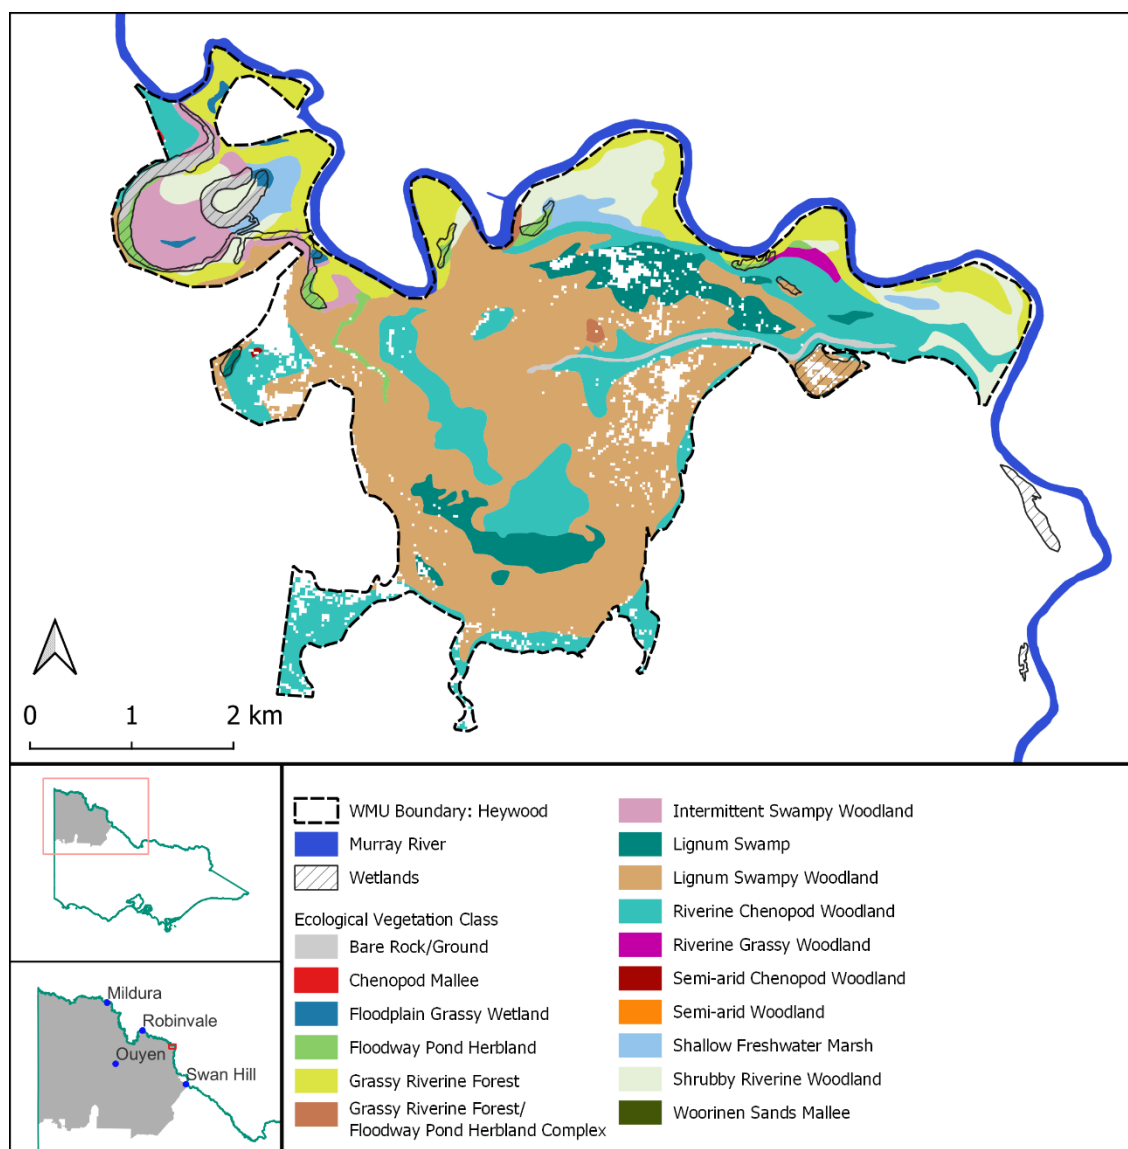 0 1 2 km
Mildura
Robinvale
Ouyen
Swan Hill
WMU Boundary: Heywood
Murray River
Wetlands
Ecological Vegetation Class
Bare Rock/Ground
Chenopod Mallee
Floodplain Grassy Wetland
Floodway Pond Herbland
Grassy Riverine Forest
Grassy Riverine Forest/
Floodway Pond Herbland Complex
Intermittent Swampy Woodland
Lignum Swamp
Lignum Swampy Woodland
Riverine Chenopod Woodland
Riverine Grassy Woodland
Semi-arid Chenopod Woodland
Semi-arid Woodland
Shallow Freshwater Marsh
Shrubby Riverine Woodland
Woorinen Sands Mallee